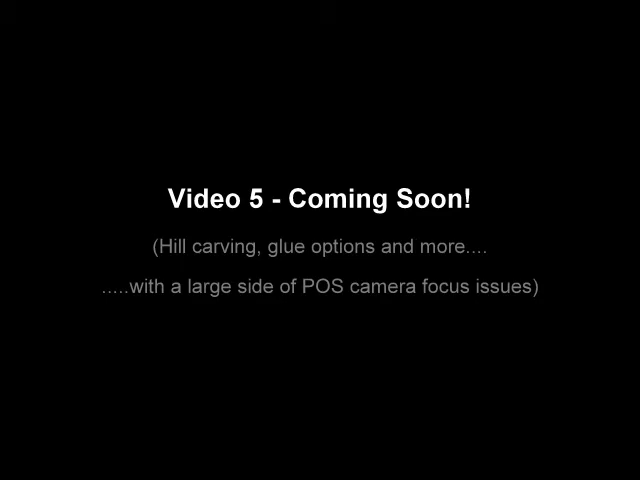 Video 5 - Coming Soon!
(Hill carving, glue options and more....
.....with a large side of POS camera focus issues)